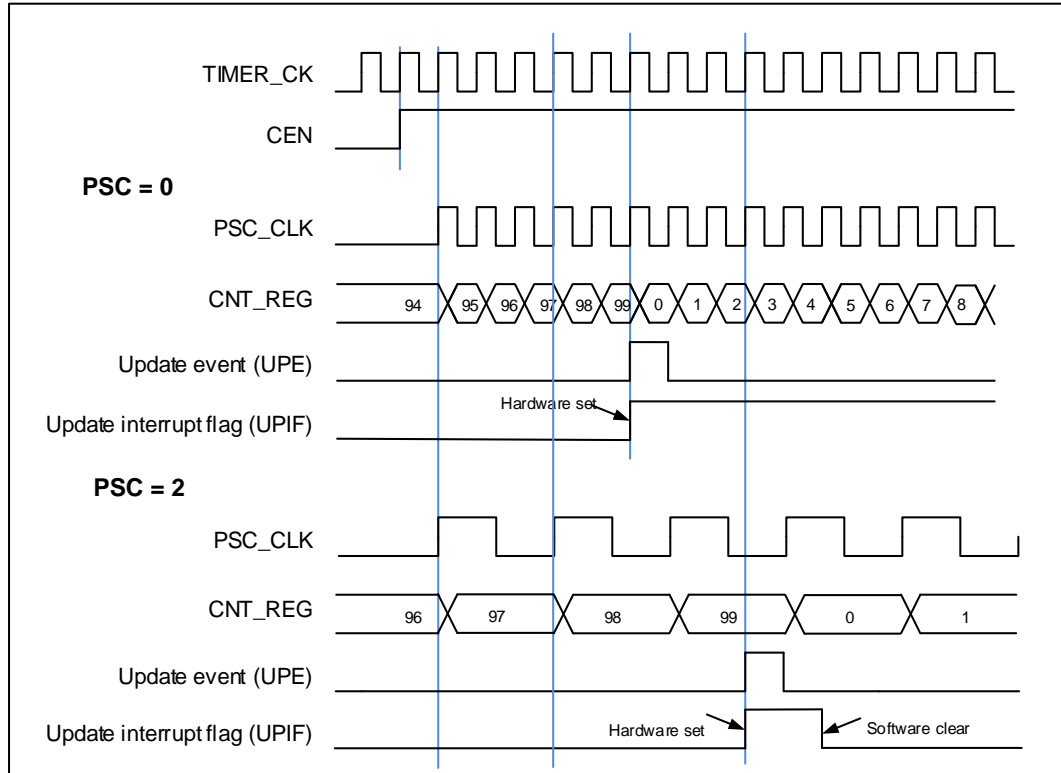 TIMER_CK
CEN
PSC = 0
PSC_CLK
CNT_REG 94 95 96 97 98 99 0 1 2 3 4 5 6 7 8
Update event (UPE)
Hardware set
Update interrupt flag (UPIF)
PSC = 2
PSC_CLK
CNT_REG 96 97 98 99 0 1
Update event (UPE)
Update interrupt flag (UPIF) Hardware set Software clear